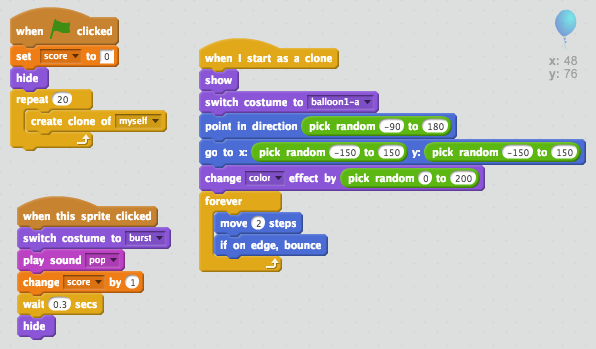 when clicked
set score to 0
hide
repeat 20
create clone of myself
when this sprite clicked
switch costume to burst
play sound pop
change score by 1
wait 0.3 secs
hide
when I start as a clone
show
switch costume to balloon1-a
point in direction pick random -90 to 180
go to x: pick random -150 to 150 y: pick random -150 to 150
change color effect by pick random 0 to 200
forever
move 2 steps
if on edge, bounce
x: 48
y: 76